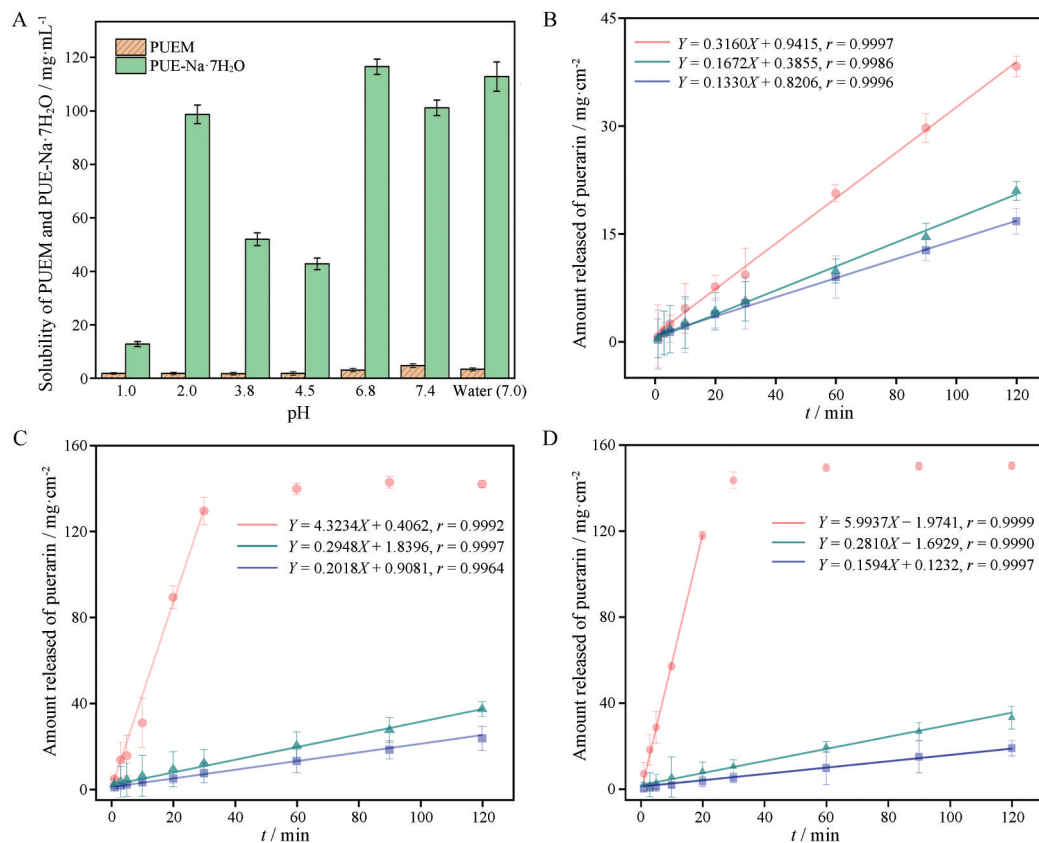 A
PUEM
PUE-Na·7H₂O
Solubility of PUEM and PUE-Na·7H₂O / mg·mL⁻¹
120
100
80
60
40
20
0
1.0 2.0 3.8 4.5 6.8 7.4 Water (7.0)
pH
B
Y = 0.3160X + 0.9415, r = 0.9997
Y = 0.1672X + 0.3855, r = 0.9986
Y = 0.1330X + 0.8206, r = 0.9996
Amount released of puerarin / mg·cm⁻²
45
30
15
0
0 20 40 60 80 100 120
t / min
C
Y = 4.3234X + 0.4062, r = 0.9992
Y = 0.2948X + 1.8396, r = 0.9997
Y = 0.2018X + 0.9081, r = 0.9964
Amount released of puerarin / mg·cm⁻²
160
120
80
40
0
0 20 40 60 80 100 120
t / min
D
Y = 5.9937X − 1.9741, r = 0.9999
Y = 0.2810X − 1.6929, r = 0.9990
Y = 0.1594X + 0.1232, r = 0.9997
Amount released of puerarin / mg·cm⁻²
160
120
80
40
0
0 20 40 60 80 100 120
t / min